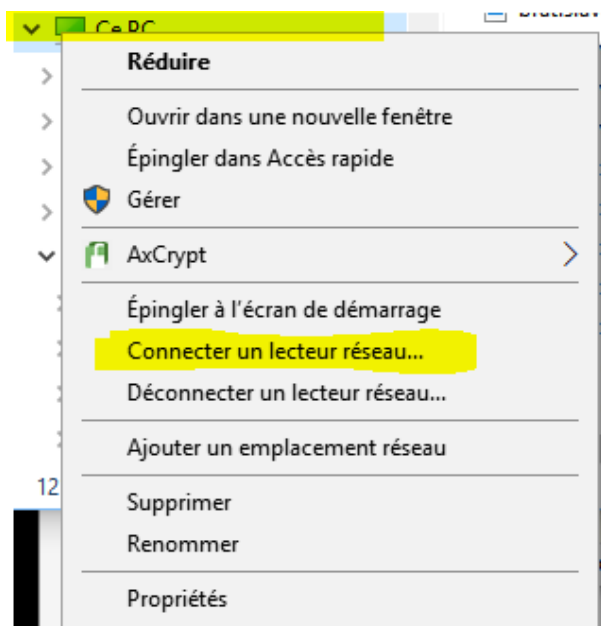 Ce PC
Réduire
Ouvrir dans une nouvelle fenêtre
Épingler dans Accès rapide
Gérer
AxCrypt
Épingler à l'écran de démarrage
Connecter un lecteur réseau...
Déconnecter un lecteur réseau...
Ajouter un emplacement réseau
12
Supprimer
Renommer
Propriétés